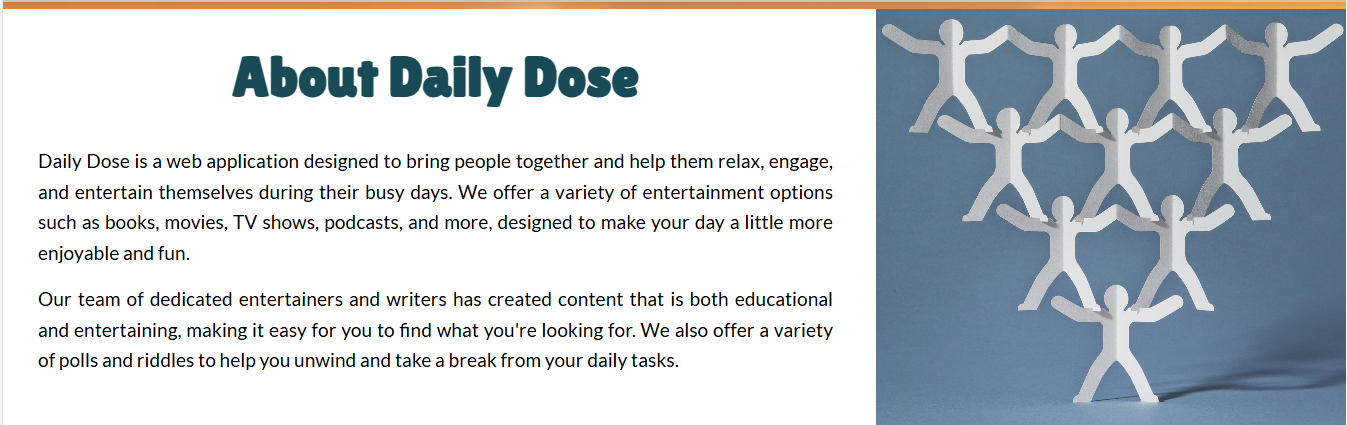 About Daily Dose
Daily Dose is a web application designed to bring people together and help them relax, engage,
and entertain themselves during their busy days. We offer a variety of entertainment options
such as books, movies, TV shows, podcasts, and more, designed to make your day a little more
enjoyable and fun.
Our team of dedicated entertainers and writers has created content that is both educational
and entertaining, making it easy for you to find what you're looking for. We also offer a variety
of polls and riddles to help you unwind and take a break from your daily tasks.